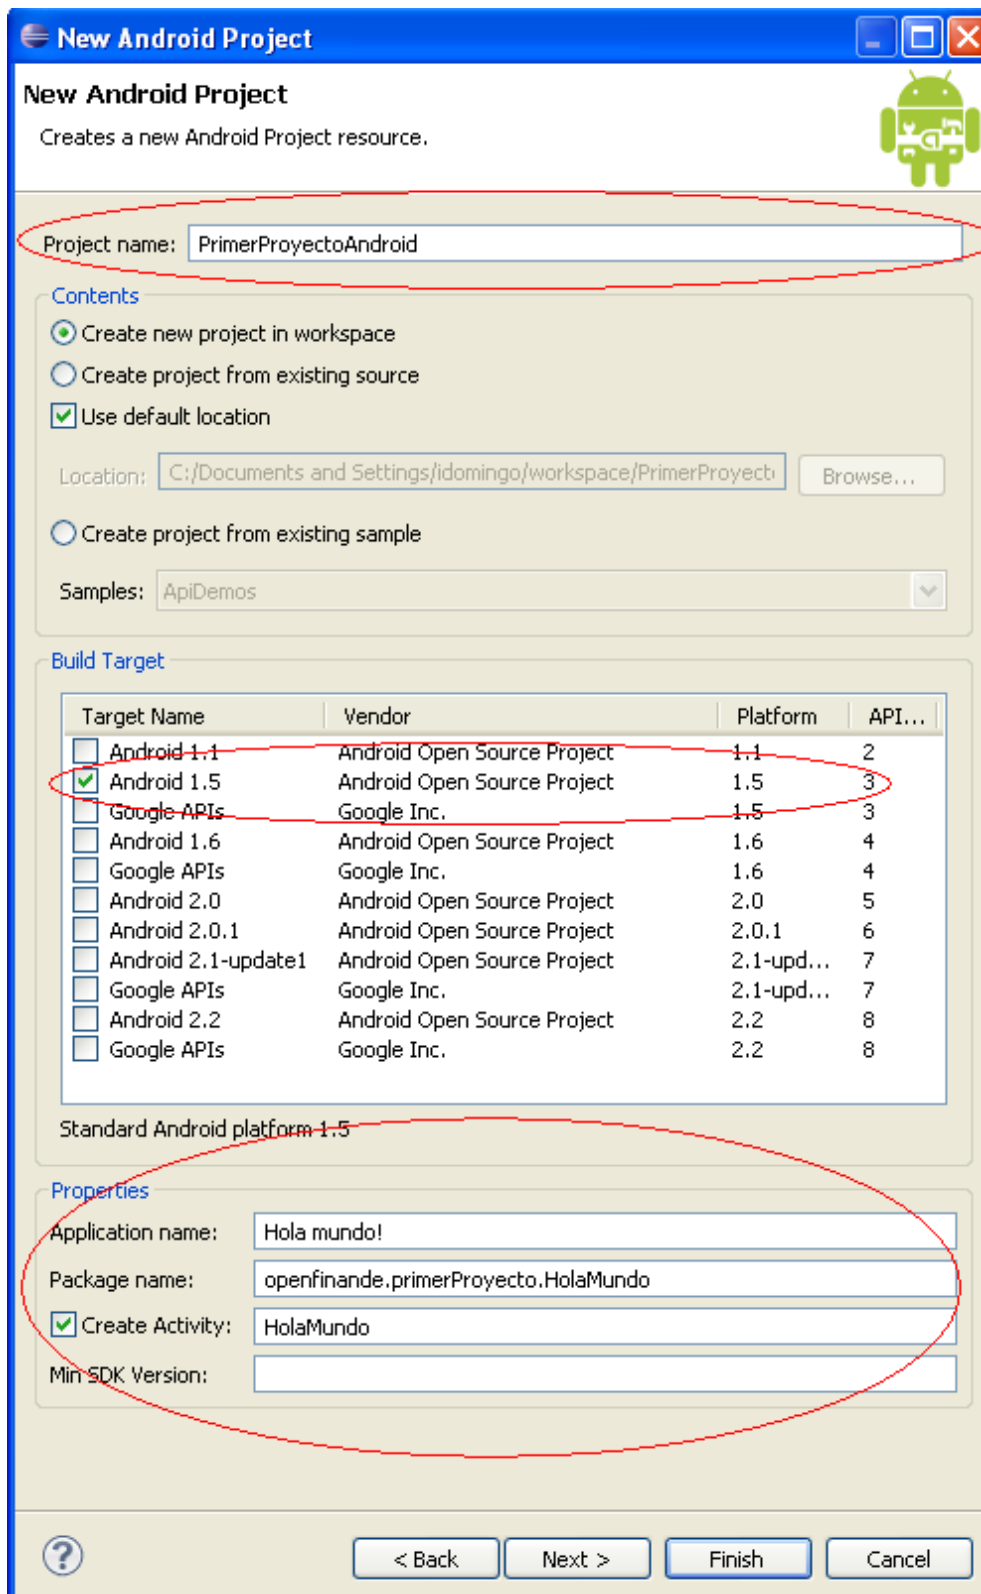 New Android Project
New Android Project
Creates a new Android Project resource.
Project name: PrimerProyectoAndroid
Contents
Create new project in workspace
Create project from existing source
Use default location
Location: C:/Documents and Settings/idomingo/workspace/PrimerProyect Browse...
Create project from existing sample
Samples: ApiDemos
Build Target
Target Name Vendor Platform API...
Android 1.1 Android Open Source Project 1.1 2
Android 1.5 Android Open Source Project 1.5 3
Google APIs Google Inc. 1.5 3
Android 1.6 Android Open Source Project 1.6 4
Google APIs Google Inc. 1.6 4
Android 2.0 Android Open Source Project 2.0 5
Android 2.0.1 Android Open Source Project 2.0.1 6
Android 2.1-update1 Android Open Source Project 2.1-upd... 7
Google APIs Google Inc. 2.1-upd... 7
Android 2.2 Android Open Source Project 2.2 8
Google APIs Google Inc. 2.2 8
Standard Android platform 1.5
Properties
Application name: Hola mundo!
Package name: openfinande.primerProyecto.HolaMundo
Create Activity: HolaMundo
Min SDK Version:
? < Back Next > Finish Cancel